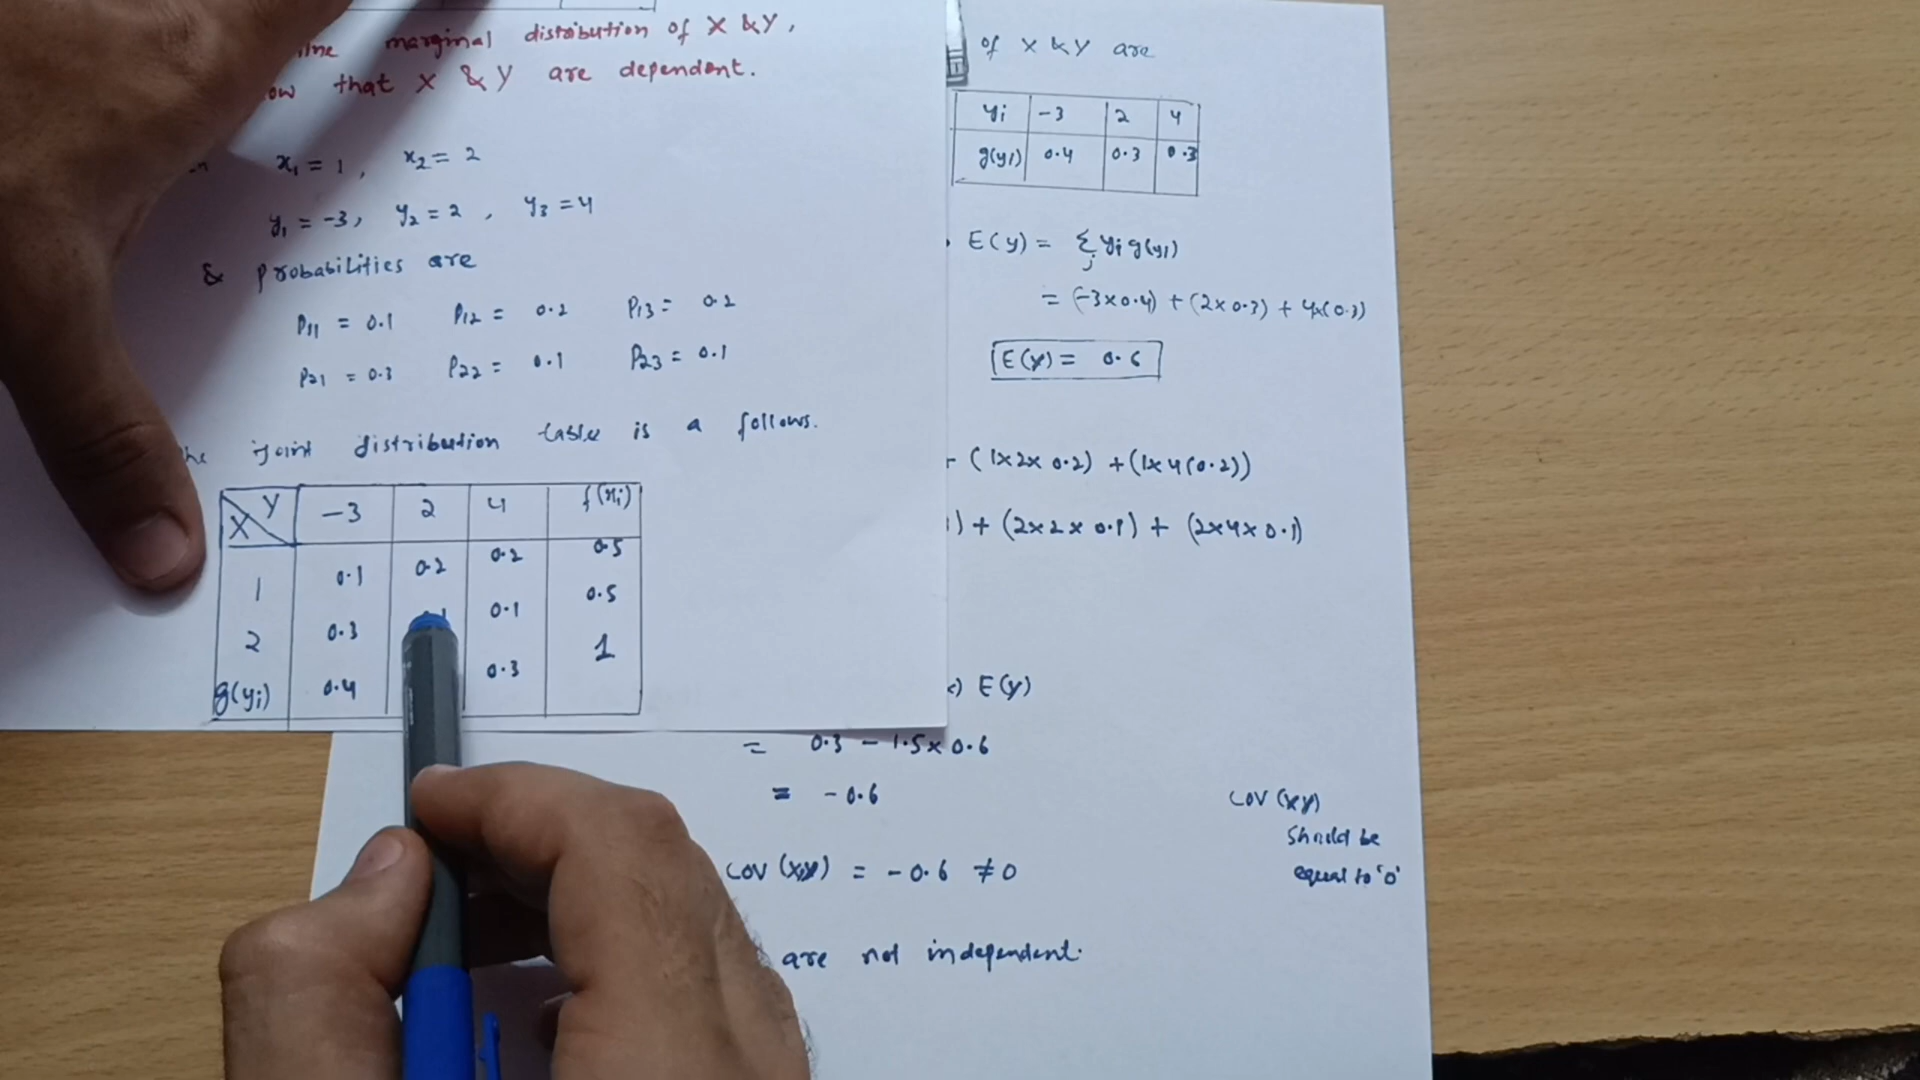 marginal distribution of X & Y,
that X & Y are dependent.
x₁ = 1, x₂ = 2
y₁ = -3, y₂ = 2, y₃ = 4
& probabilities are
P₁₁ = 0.1 P₁₂ = 0.2 P₁₃ = 0.2
P₂₁ = 0.3 P₂₂ = 0.1 P₂₃ = 0.1
joint distribution table is a follows.
X Y -3 2 4 f(xi)
1 0.1 0.2 0.2 0.5
2 0.3 0.1 0.5
g(yi) 0.4 0.3 1
of X & Y are
yi -3 2 4
g(yi) 0.4 0.3 0.3
E(y) = Σ yi g(yi)
j
= (-3×0.4) + (2×0.3) + 4×(0.3)
E(y) = 0.6
(1×2×0.2) + (1×4(0.2))
) + (2×2×0.1) + (2×4×0.1)
) E(y)
= 0.3 - 1.5×0.6
= -0.6
COV (x,y) = -0.6 ≠ 0
are not independent.
COV (xy)
Should be
equal to '0'